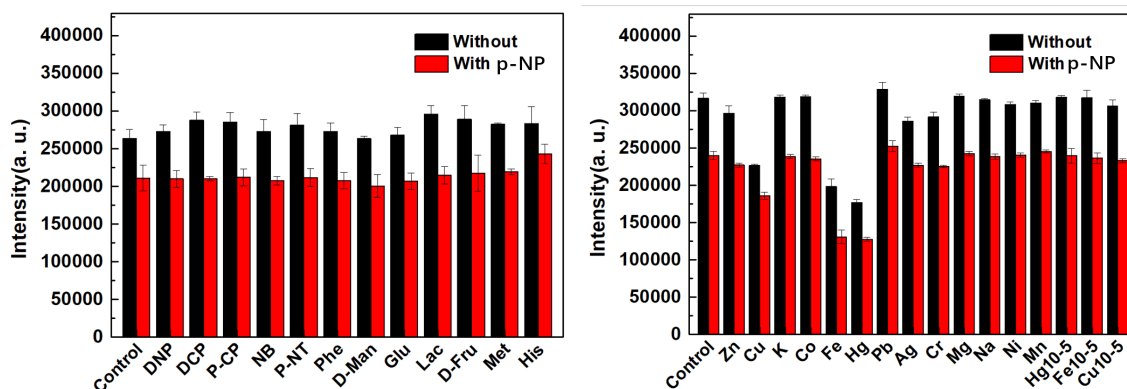 400000
350000
300000
250000
200000
150000
100000
50000
0
Intensity(a. u.)
Without
With p-NP
Control
DNP
DCP
P-CP
NB
P-NT
Phe
D-Man
Glu
Lac
D-Fru
Met
His
400000
350000
300000
250000
200000
150000
100000
50000
0
Intensity(a. u.)
Without
With p-NP
Control
Zn
Cu
K
Co
Fe
Hg
Pb
Ag
Cr
Mg
Na
Ni
Mn
Hg10-5
Fe10-5
Cu10-5